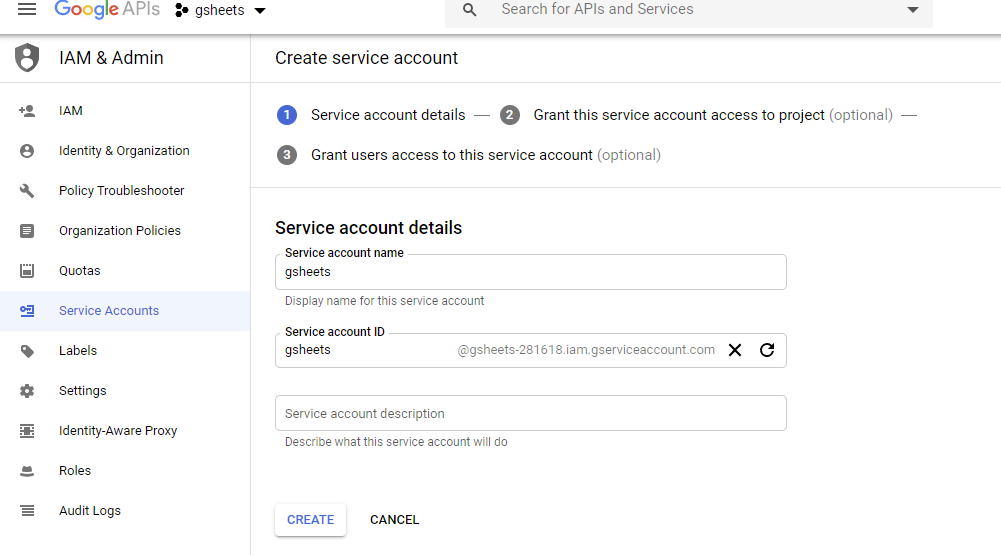 Google APIs
gsheets
Search for APIs and Services
IAM & Admin
IAM
Identity & Organization
Policy Troubleshooter
Organization Policies
Quotas
Service Accounts
Labels
Settings
Identity-Aware Proxy
Roles
Audit Logs
Create service account
1 Service account details — 2 Grant this service account access to project (optional) —
3 Grant users access to this service account (optional)
Service account details
Service account name
gsheets
Display name for this service account
Service account ID
gsheets @gsheets-281618.iam.gserviceaccount.com
Service account description
Describe what this service account will do
CREATE CANCEL